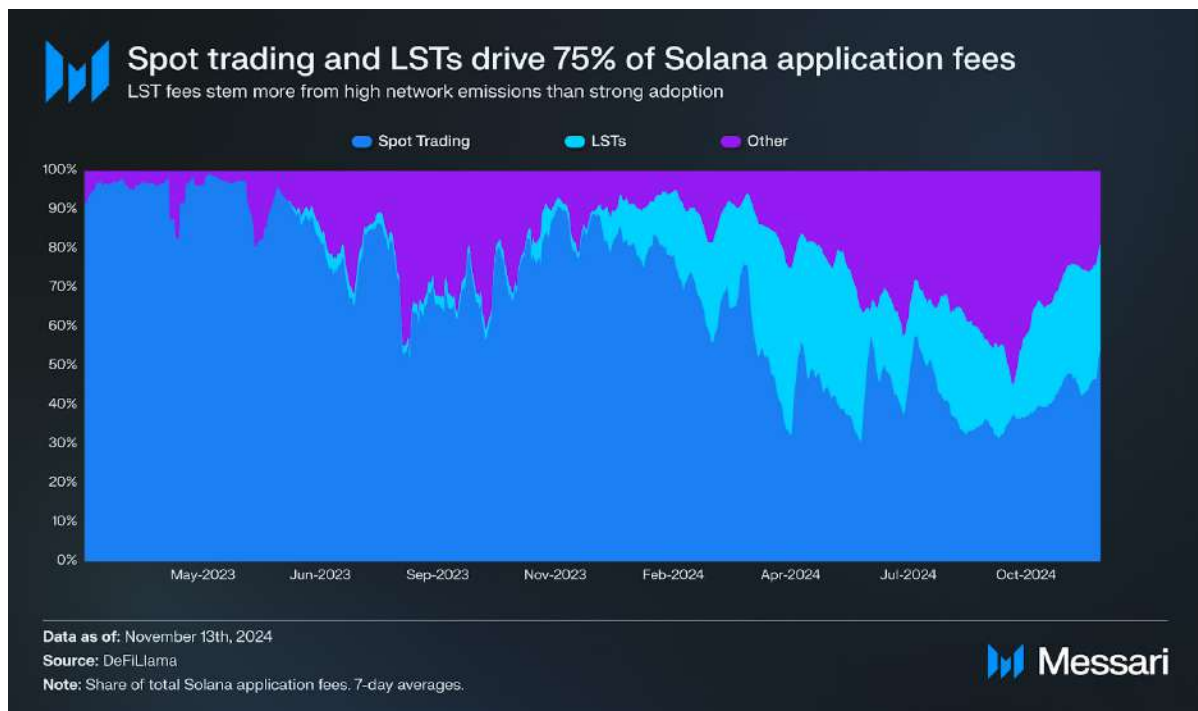 Spot trading and LSTs drive 75% of Solana application fees
LST fees stem more from high network emissions than strong adoption
Spot Trading LSTs Other
100%
90%
80%
70%
60%
50%
40%
30%
20%
10%
0%
May-2023 Jun-2023 Sep-2023 Nov-2023 Feb-2024 Apr-2024 Jul-2024 Oct-2024
Data as of: November 13th, 2024
Source: DeFiLlama
Note: Share of total Solana application fees. 7-day averages.
Messari